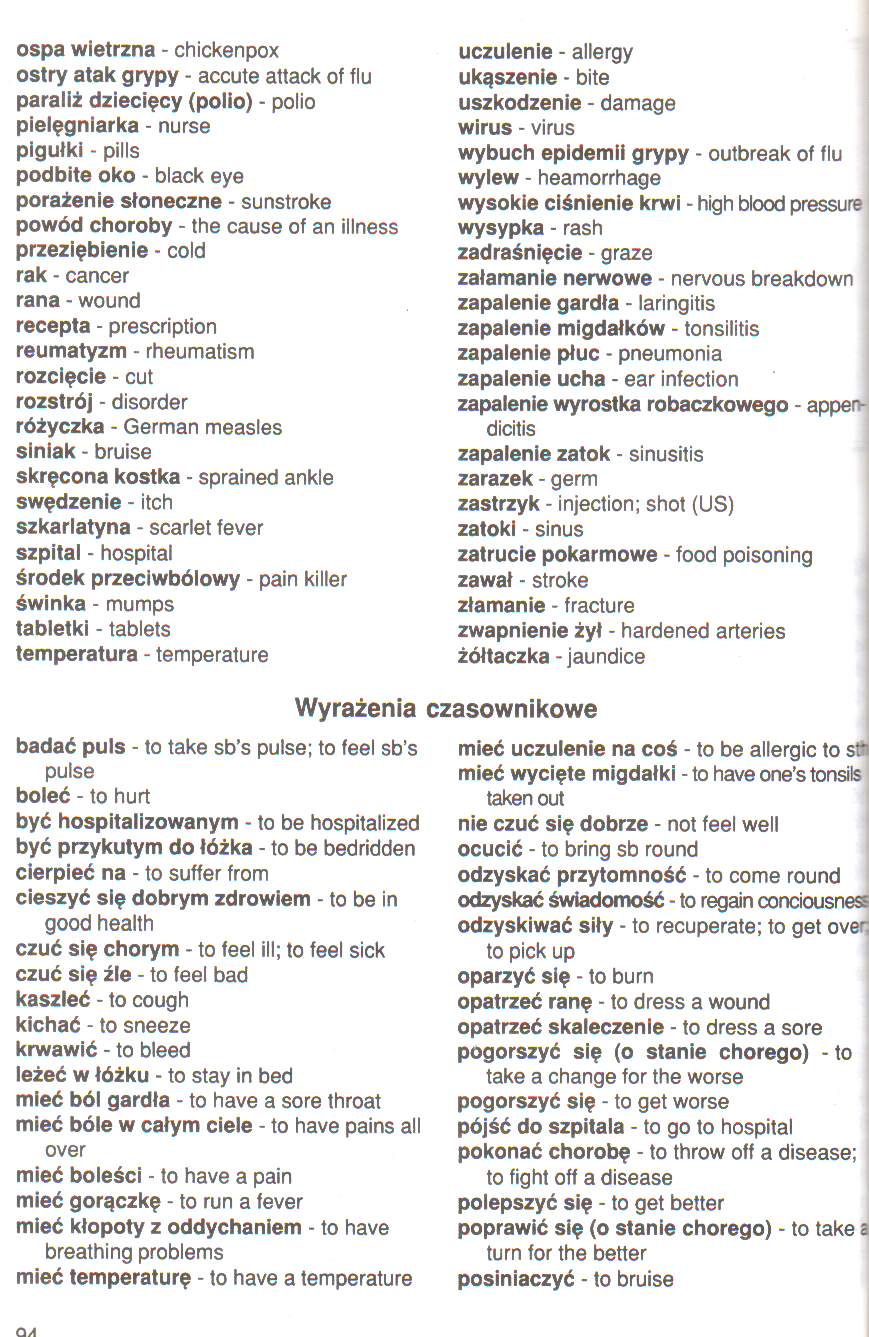 ospa wietrzna - chickenpox
ostry atak grypy - accute attack of flu
paraliż dziecięcy (polio) - polio
pielęgniarka - nurse
pigułki - pills
podbite oko - black eye
porażenie słoneczne - sunstroke
powód choroby - the cause of an illness
przeziębienie - cold
rak - cancer
rana - wound
recepta - prescription
reumatyzm - rheumatism
rozcięcie - cut
rozstrój - disorder
różyczka - German measles
siniak - bruise
skręcona kostka - sprained ankle
swędzenie - itch
szkarlatyna - scarlet fever
szpital - hospital
środek przeciwbólowy - pain killer
świnka - mumps
tabletki - tablets
temperatura - temperature
uczulenie - allergy
ukąszenie - bite
uszkodzenie - damage
wirus - virus
wybuch epidemii grypy - outbreak of flu
wylew - heamorrhage
wysokie ciśnienie krwi - high blood pressure
wysypka - rash
zadraśnięcie - graze
załamanie nerwowe - nervous breakdown
zapalenie gardła - laringitis
zapalenie migdałków - tonsilitis
zapalenie płuc - pneumonia
zapalenie ucha - ear infection
zapalenie wyrostka robaczkowego - appen-
dicitis
zapalenie zatok - sinusitis
zarazek - germ
zastrzyk - injection; shot (US)
zatoki - sinus
zatrucie pokarmowe - food poisoning
zawał - stroke
złamanie - fracture
zwapnienie żył - hardened arteries
żółtaczka - jaundice
Wyrażenia czasownikowe
badać puls - to take sb's pulse; to feel sb's
pulse
boleć - to hurt
być hospitalizowanym - to be hospitalized
być przykutym do łóżka - to be bedridden
cierpieć na - to suffer from
cieszyć się dobrym zdrowiem - to be in
good health
czuć się chorym - to feel ill; to feel sick
czuć się źle - to feel bad
kaszleć - to cough
kichać - to sneeze
krwawić - to bleed
leżeć w łóżku - to stay in bed
mieć ból gardła - to have a sore throat
mieć bóle w całym ciele - to have pains all
over
mieć boleści - to have a pain
mieć gorączkę - to run a fever
mieć kłopoty z oddychaniem - to have
breathing problems
mieć temperaturę - to have a temperature
mieć uczulenie na coś - to be allergic to
mieć wycięte migdałki - to have one's tonsils
taken out
nie czuć się dobrze - not feel well
ocucić - to bring sb round
odzyskać przytomność - to come round
odzyskać świadomość - to regain conciousness
odzyskiwać siły - to recuperate; to get over;
to pick up
oparzyć się - to burn
opatrzeć ranę - to dress a wound
opatrzeć skaleczenie - to dress a sore
pogorszyć się (o stanie chorego) - to
take a change for the worse
pogorszyć się - to get worse
pójść do szpitala - to go to hospital
pokonać chorobę - to throw off a disease;
to fight off a disease
polepszyć się - to get better
poprawić się (o stanie chorego) - to take a
turn for the better
posiniaczyć - to bruise
94